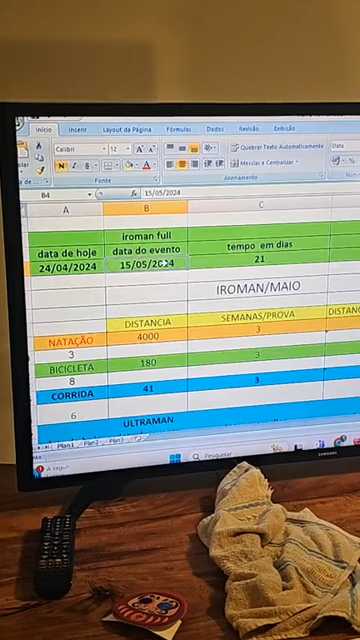 Início Inserir Layout da Página Fórmulas Dados Revisão Exibição
Calibri 12 A A Quebrar Texto Automaticamente Data
N I S A Mesclar e Centralizar
Fonte Alinhamento
B4 fx 15/05/2024
A B C
iroman full
data de hoje data do evento tempo em dias
24/04/2024 15/05/2024 21
IROMAN/MAIO
DISTANCIA SEMANAS/PROVA
NATAÇÃO 4000 3
3
BICICLETA 180 3
8
CORRIDA 41 3
6
ULTRAMAN
Plan1 Plan2 Plan3
Pesquisar
SAMSUNG